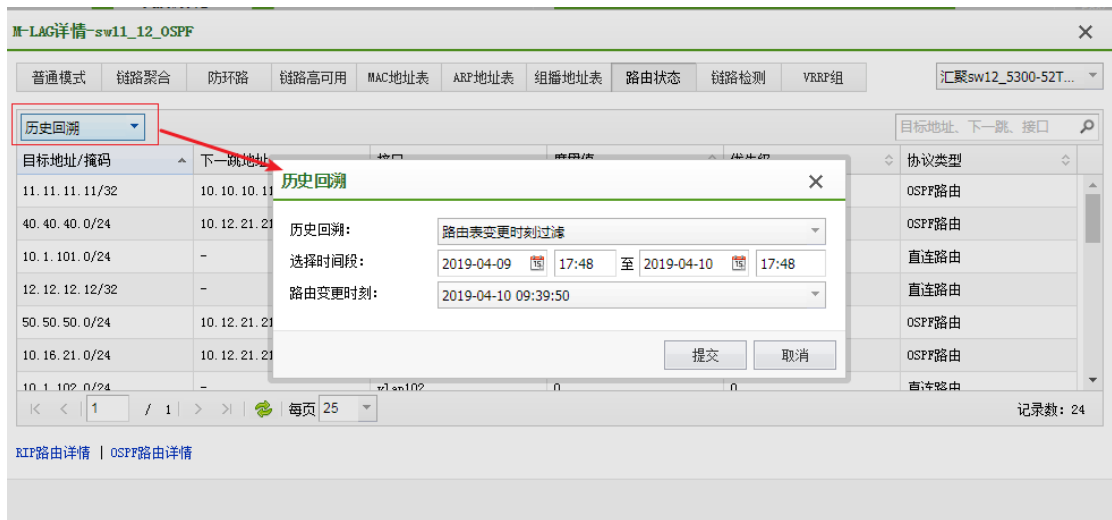 M-LAG详情-sw11_12_OSPF
普通模式 链路聚合 防环路 链路高可用 MAC地址表 ARP地址表 组播地址表 路由状态 链路检测 VRRP组 汇聚sw12_5300-52T...
历史回溯 目标地址、下一跳、接口
目标地址/掩码 下一跳地址 协议类型
11.11.11.11/32 10.10.10.11 OSPF路由
40.40.40.0/24 10.12.21.21 OSPF路由
10.1.101.0/24 - 直连路由
12.12.12.12/32 - 直连路由
50.50.50.0/24 10.12.21.21 OSPF路由
10.16.21.0/24 10.12.21.21 OSPF路由
10.1.102.0/24 - vlan102 0 0 直连路由
历史回溯
历史回溯: 路由表变更时刻过滤
选择时间段: 2019-04-09 17:48 至 2019-04-10 17:48
路由变更时刻: 2019-04-10 09:39:50
提交 取消
1 / 1 每页 25 记录数: 24
RIP路由详情 | OSPF路由详情